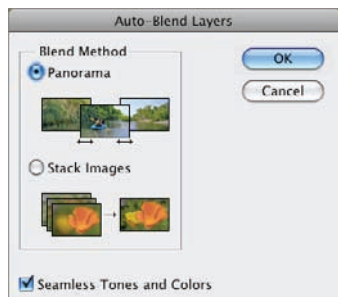 Auto-Blend Layers
Blend Method
Panorama
Stack Images
Seamless Tones and Colors
OK
Cancel